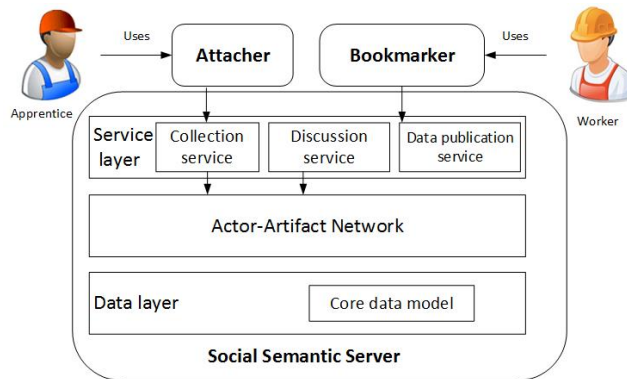 Uses
Attacher
Bookmarker
Uses
Apprentice
Worker
Service
layer
Collection
service
Discussion
service
Data publication
service
Actor-Artifact Network
Data layer
Core data model
Social Semantic Server